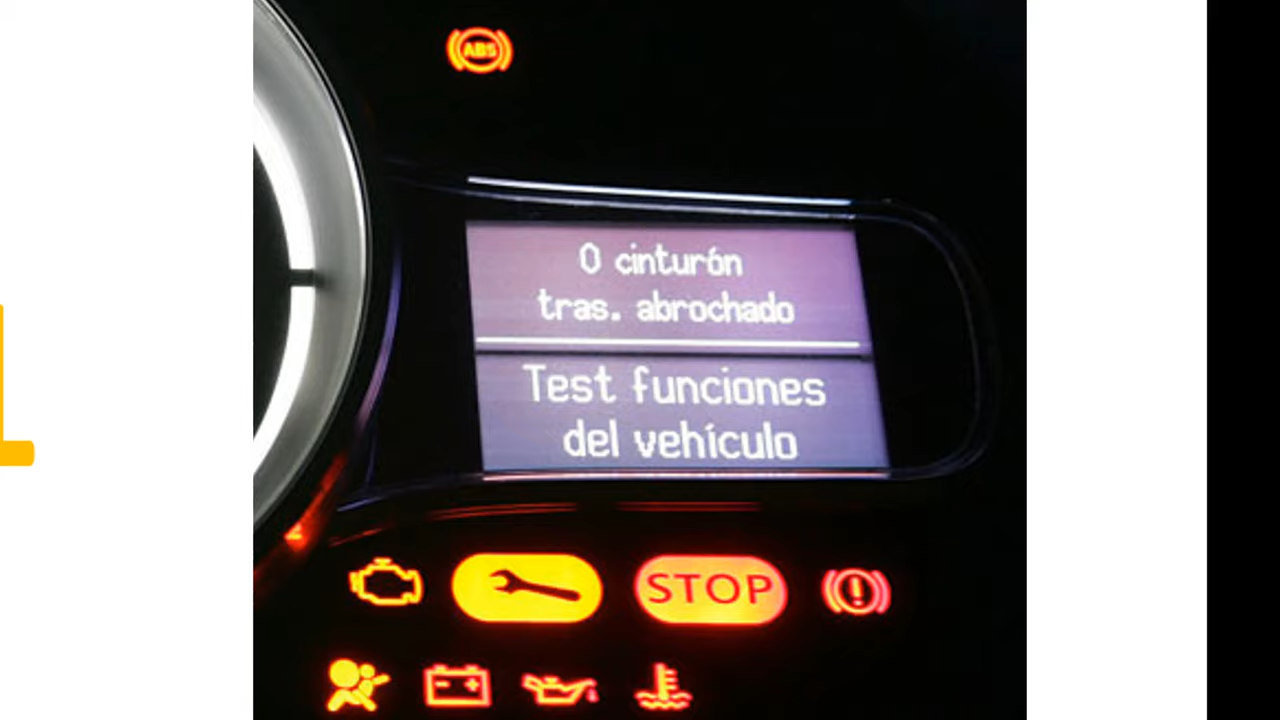 ABS
0 cinturón
tras. abrochado
Test funciones
del vehículo
STOP